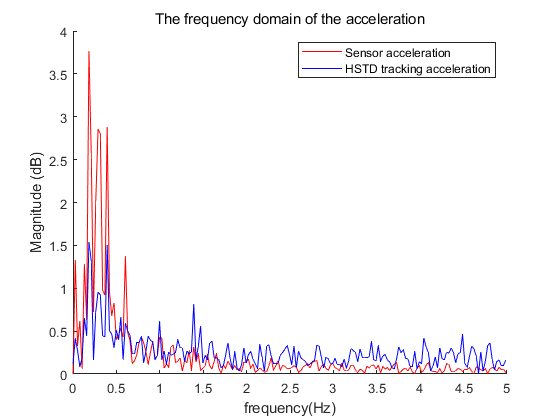 The frequency domain of the acceleration
Sensor acceleration
HSTD tracking acceleration
Magnitude (dB)
4
3.5
3
2.5
2
1.5
1
0.5
0
0 0.5 1 1.5 2 2.5 3 3.5 4 4.5 5
frequency(Hz)